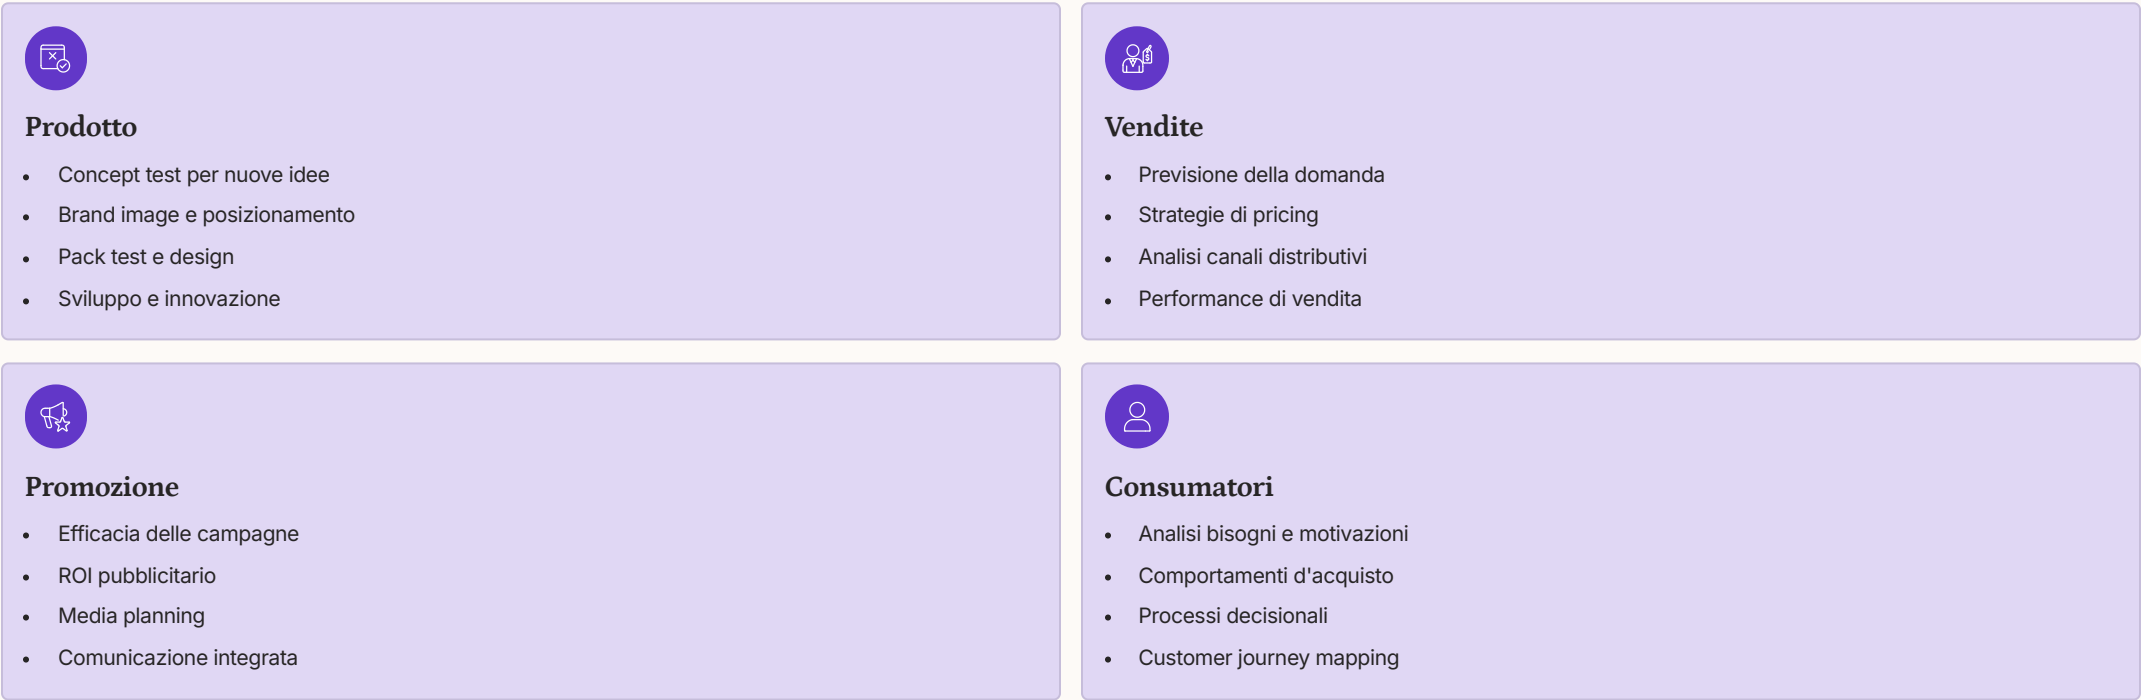 Prodotto
• Concept test per nuove idee
• Brand image e posizionamento
• Pack test e design
• Sviluppo e innovazione
Vendite
• Previsione della domanda
• Strategie di pricing
• Analisi canali distributivi
• Performance di vendita
Promozione
• Efficacia delle campagne
• ROI pubblicitario
• Media planning
• Comunicazione integrata
Consumatori
• Analisi bisogni e motivazioni
• Comportamenti d'acquisto
• Processi decisionali
• Customer journey mapping